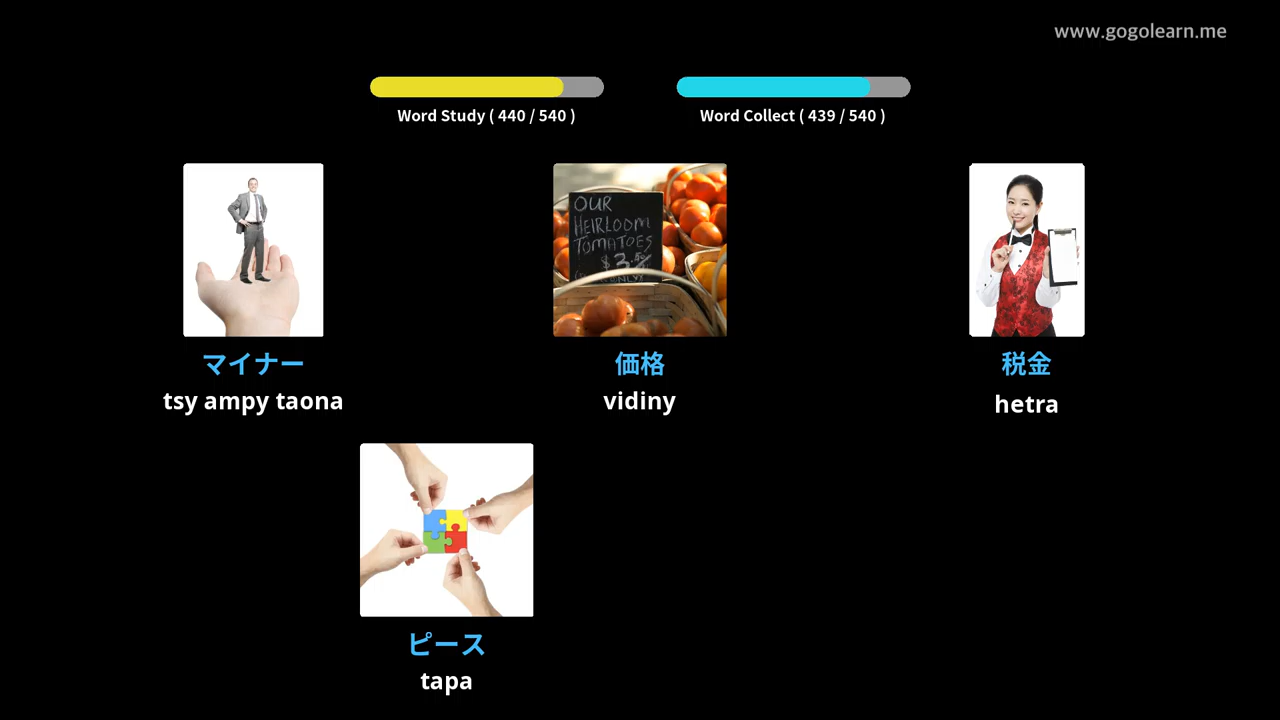 www.gogolearn.me
Word Study ( 440 / 540 )
Word Collect ( 439 / 540 )
OUR
HEIRLOOM
TOMATOES
マイナー
tsy ampy taona
価格
vidiny
税金
hetra
ピース
tapa